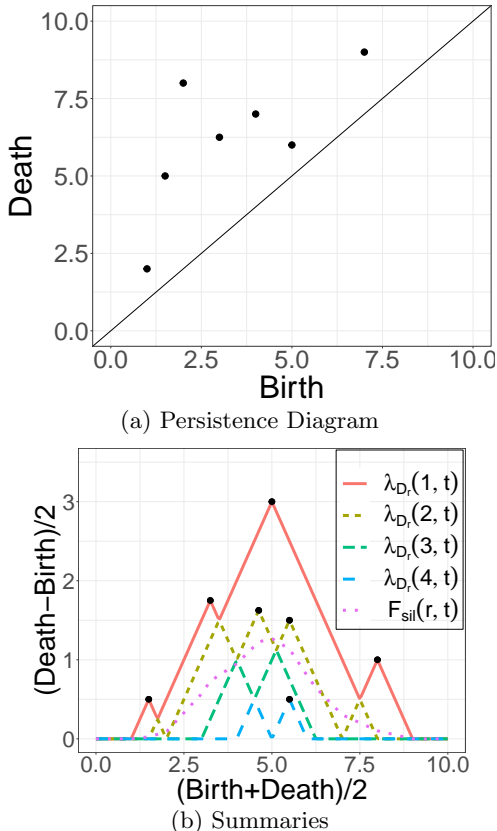 10.0
7.5
5.0
2.5
0.0
Death
0.0 2.5 5.0 7.5 10.0
Birth
(a) Persistence Diagram
3
2
1
0
(Death−Birth)/2
λDr(1, t)
λDr(2, t)
λDr(3, t)
λDr(4, t)
Fsil(r, t)
0.0 2.5 5.0 7.5 10.0
(Birth+Death)/2
(b) Summaries